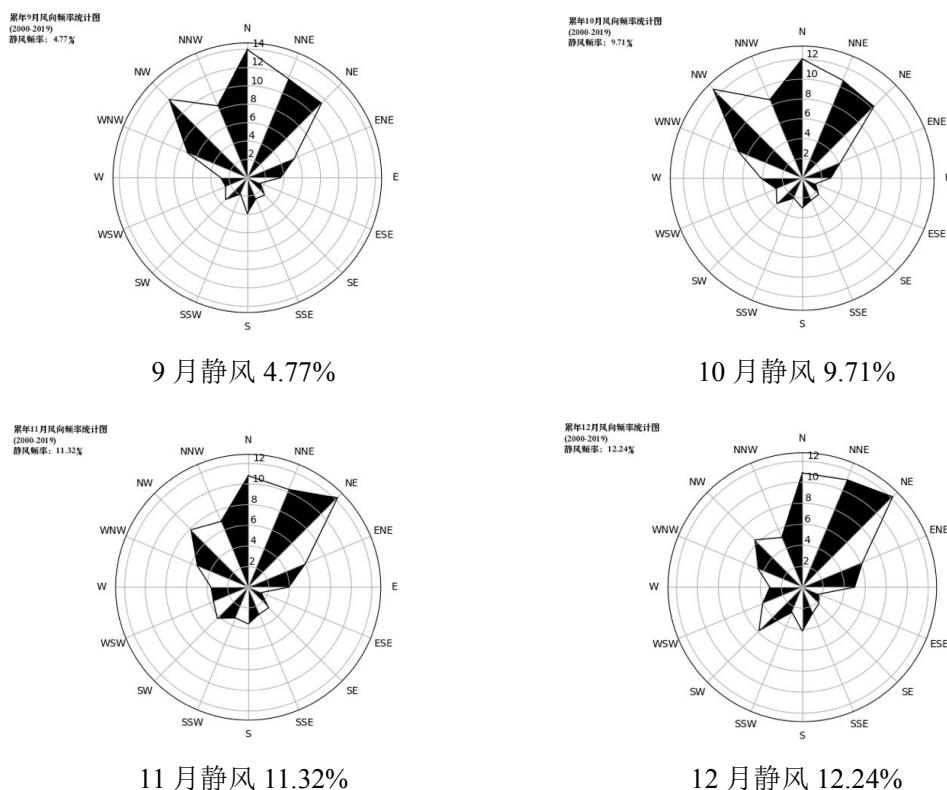 累年9月风向频率统计图
(2000-2019)
静风频率: 4.77%
N
NNE
NE
ENE
E
ESE
SE
SSE
S
SSW
SW
WSW
W
WNW
NW
NNW
14
12
10
8
6
4
2
9 月静风 4.77%
累年10月风向频率统计图
(2000-2019)
静风频率: 9.71%
N
NNE
NE
ENE
ESE
SE
SSE
S
SSW
SW
WSW
W
WNW
NW
NNW
12
10
8
6
4
2
10 月静风 9.71%
累年11月风向频率统计图
(2000-2019)
静风频率: 11.32%
N
NNE
NE
ENE
E
ESE
SE
SSE
S
SSW
SW
WSW
W
WNW
NW
NNW
12
10
8
6
4
2
11 月静风 11.32%
累年12月风向频率统计图
(2000-2019)
静风频率: 12.24%
N
NNE
NE
ENE
E
ESE
SE
SSE
S
SSW
SW
WSW
W
WNW
NW
NNW
12
10
8
6
4
2
12 月静风 12.24%